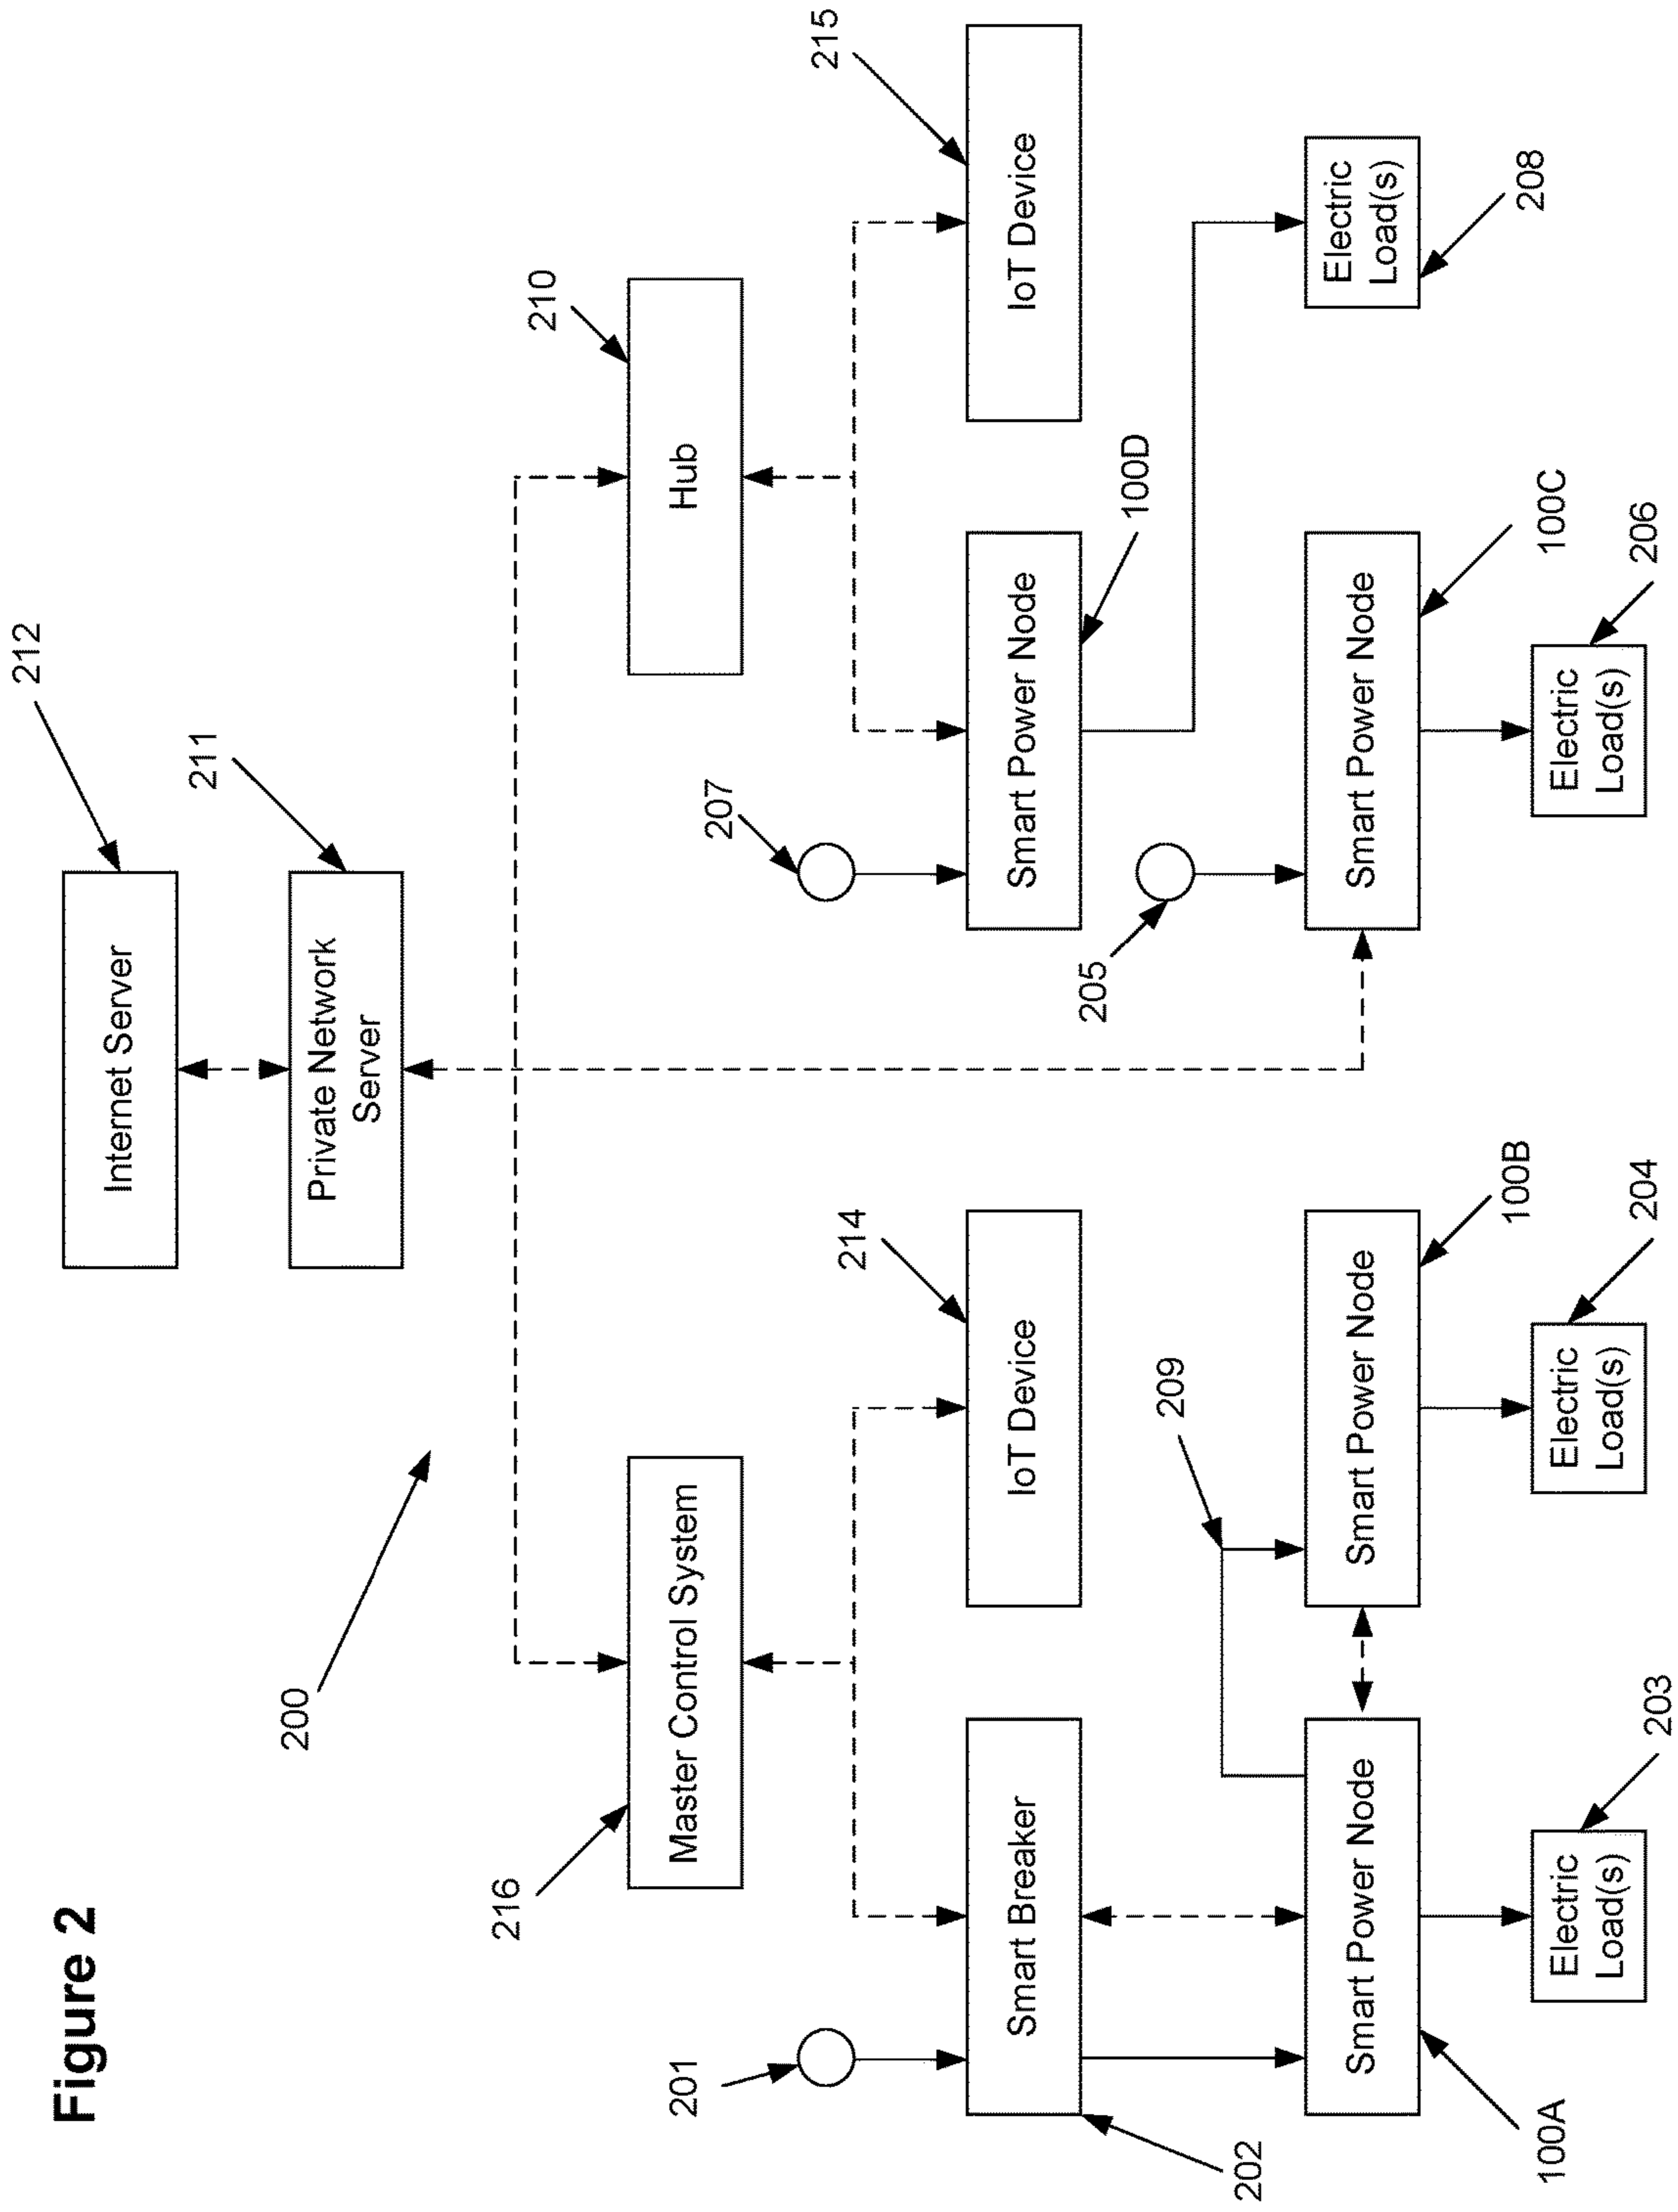 Figure 2
200
Internet Server
212
Private Network
Server
211
Master Control System
216
Hub
210
201
Smart Breaker
202
IoT Device
214
207
Smart Power Node
100D
IoT Device
215
209
205
Smart Power Node
100A
Smart Power Node
100B
Smart Power Node
100C
Electric
Load(s)
208
Electric
Load(s)
203
Electric
Load(s)
204
Electric
Load(s)
206